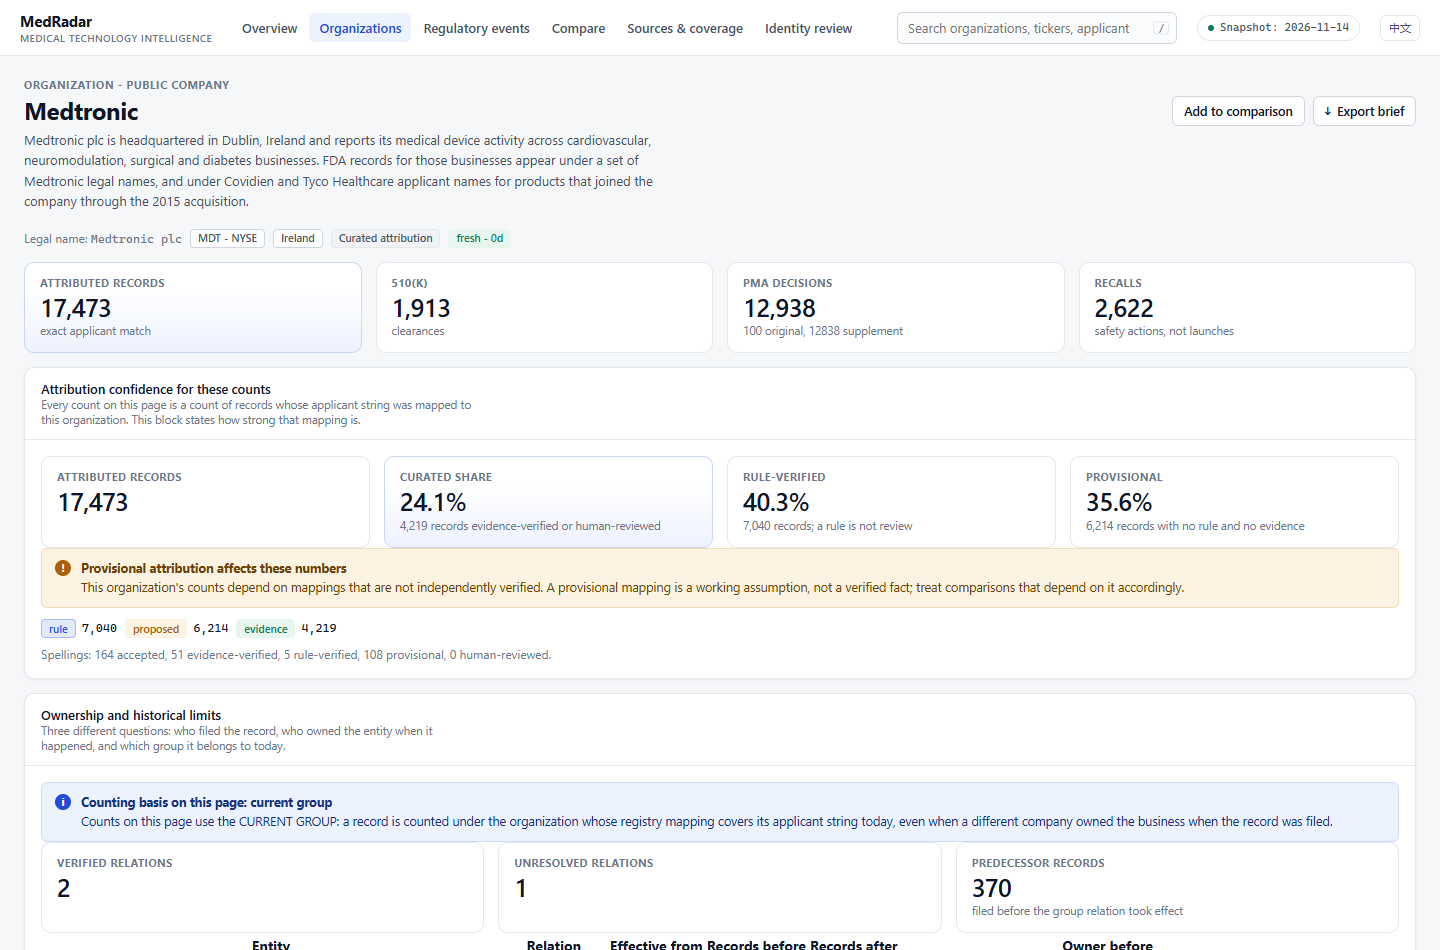 MedRadar
MEDICAL TECHNOLOGY INTELLIGENCE
Overview
Organizations
Regulatory events
Compare
Sources & coverage
Identity review
Search organizations, tickers, applicant
/
Snapshot: 2026-11-14
中文
ORGANIZATION - PUBLIC COMPANY
Medtronic
Add to comparison
↓ Export brief
Medtronic plc is headquartered in Dublin, Ireland and reports its medical device activity across cardiovascular,
neuromodulation, surgical and diabetes businesses. FDA records for those businesses appear under a set of
Medtronic legal names, and under Covidien and Tyco Healthcare applicant names for products that joined the
company through the 2015 acquisition.
Legal name: Medtronic plc
MDT - NYSE
Ireland
Curated attribution
fresh - 0d
ATTRIBUTED RECORDS
17,473
exact applicant match
510(K)
1,913
clearances
PMA DECISIONS
12,938
100 original, 12838 supplement
RECALLS
2,622
safety actions, not launches
Attribution confidence for these counts
Every count on this page is a count of records whose applicant string was mapped to
this organization. This block states how strong that mapping is.
ATTRIBUTED RECORDS
17,473
CURATED SHARE
24.1%
4,219 records evidence-verified or human-reviewed
RULE-VERIFIED
40.3%
7,040 records; a rule is not review
PROVISIONAL
35.6%
6,214 records with no rule and no evidence
Provisional attribution affects these numbers
This organization's counts depend on mappings that are not independently verified. A provisional mapping is a working assumption, not a verified fact; treat comparisons that depend on it accordingly.
rule 7,040 proposed 6,214 evidence 4,219
Spellings: 164 accepted, 51 evidence-verified, 5 rule-verified, 108 provisional, 0 human-reviewed.
Ownership and historical limits
Three different questions: who filed the record, who owned the entity when it
happened, and which group it belongs to today.
Counting basis on this page: current group
Counts on this page use the CURRENT GROUP: a record is counted under the organization whose registry mapping covers its applicant string today, even when a different company owned the business when the record was filed.
VERIFIED RELATIONS
2
UNRESOLVED RELATIONS
1
PREDECESSOR RECORDS
370
filed before the group relation took effect
Entity
Relation
Effective from
Records before
Records after
Owner before